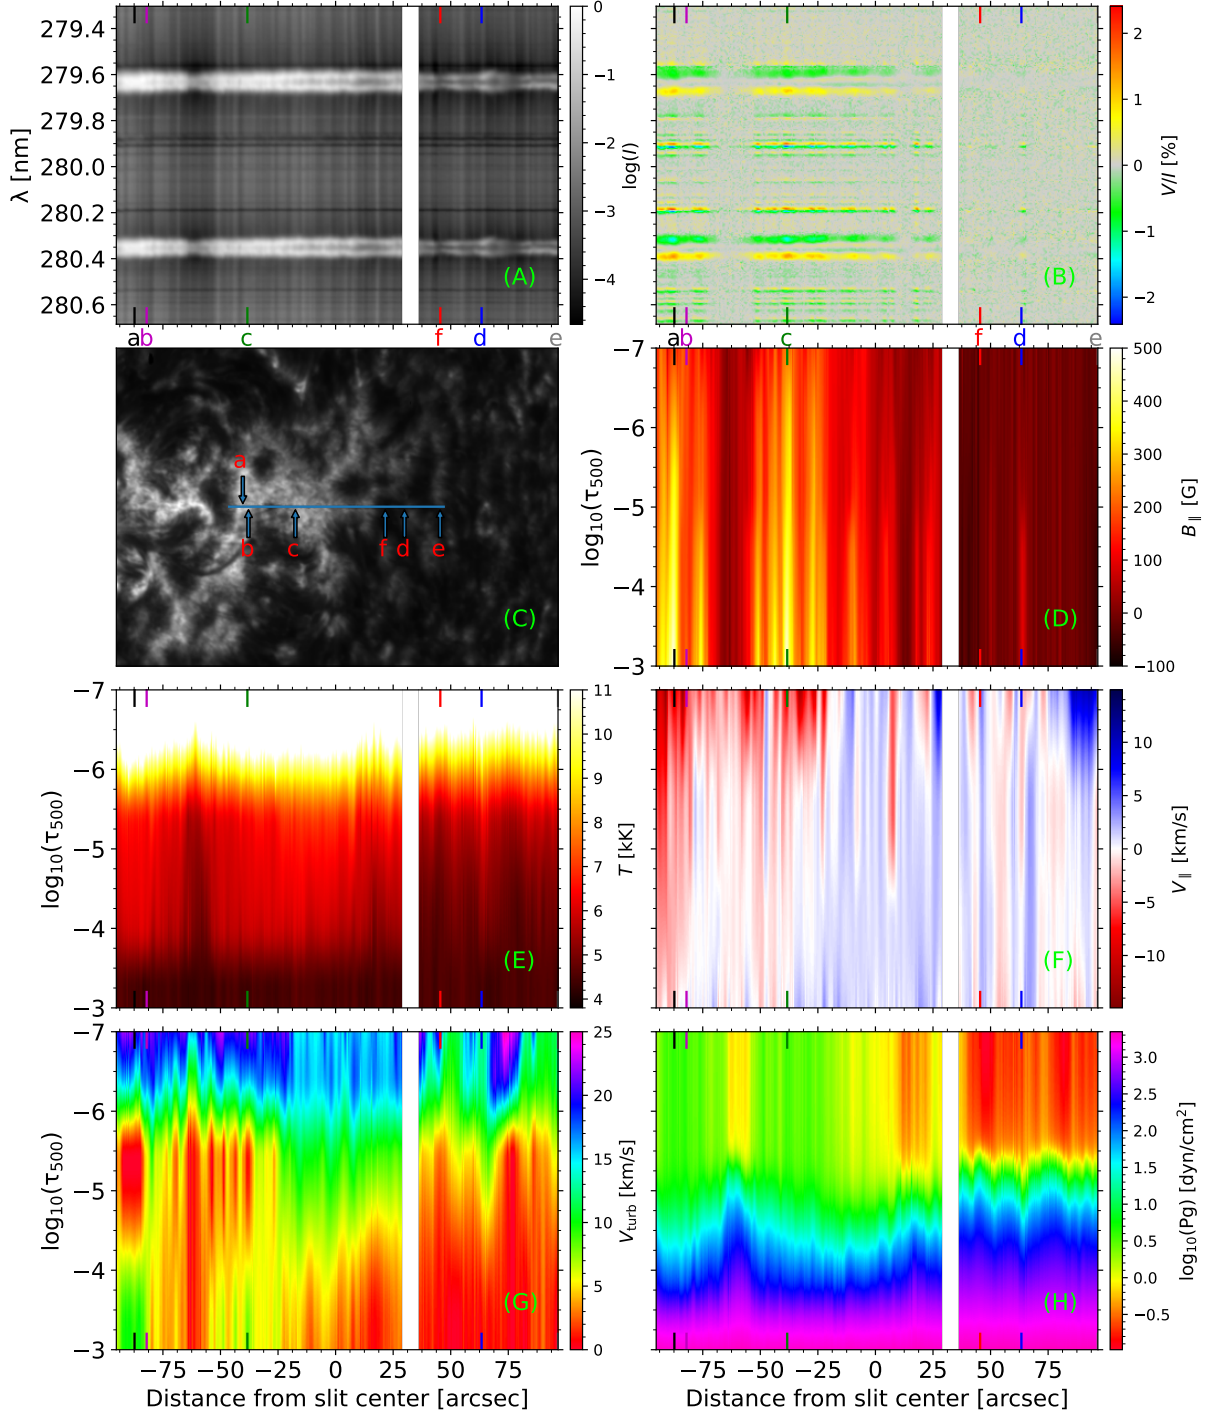 279.4
279.6
279.8
280.0
280.2
280.4
280.6
λ [nm]
(A)
0
−1
−2
−3
−4
log(I)
(B)
2
1
0
−1
−2
V/I [%]
a b c f d e
a b c f d e
a
b c f d e
(C)
−7
−6
−5
−4
−3
log₁₀(τ₅₀₀)
(D)
500
400
300
200
100
0
−100
B∥ [G]
−7
−6
−5
−4
−3
log₁₀(τ₅₀₀)
(E)
11
10
9
8
7
6
5
4
T [kK]
(F)
10
5
0
−5
−10
V∥ [km/s]
−7
−6
−5
−4
−3
log₁₀(τ₅₀₀)
(G)
25
20
15
10
5
0
Vturb [km/s]
(H)
3.0
2.5
2.0
1.5
1.0
0.5
0.0
−0.5
log₁₀(Pg) [dyn/cm²]
−75 −50 −25 0 25 50 75
Distance from slit center [arcsec]
−75 −50 −25 0 25 50 75
Distance from slit center [arcsec]